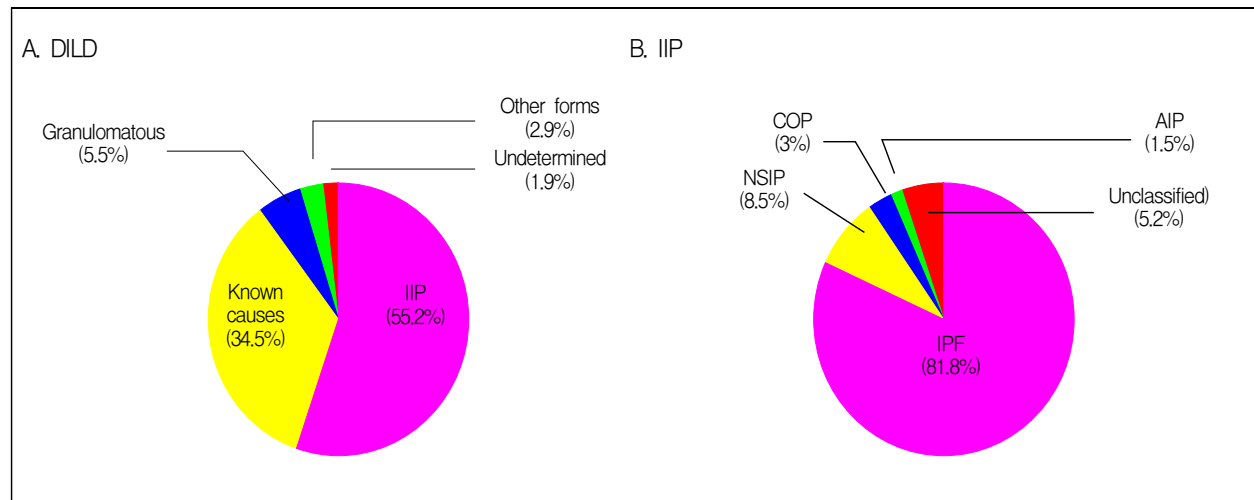 A. DILD
Other forms
(2.9%)
Granulomatous
(5.5%)
Undetermined
(1.9%)
Known
causes
(34.5%)
IIP
(55.2%)
B. IIP
COP
(3%)
AIP
(1.5%)
NSIP
(8.5%)
Unclassified)
(5.2%)
IPF
(81.8%)